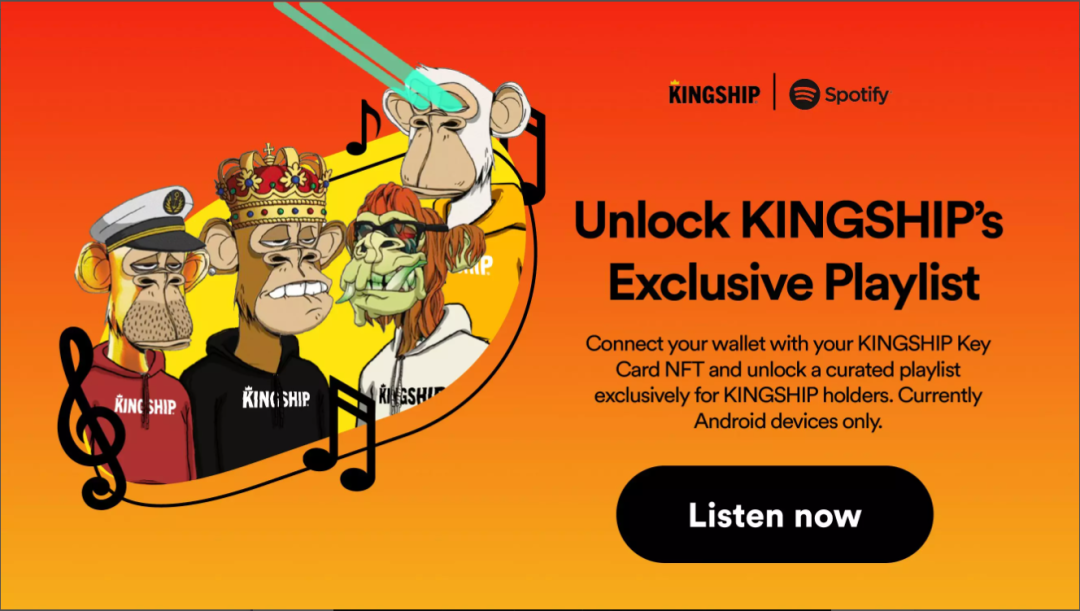 KINGSHIP
Spotify
Unlock KINGSHIP's
Exclusive Playlist
Connect your wallet with your KINGSHIP Key
Card NFT and unlock a curated playlist
exclusively for KINGSHIP holders. Currently
Android devices only.
Listen now
KINGSHIP
KINGSHIP
KINGSHIP
IP.